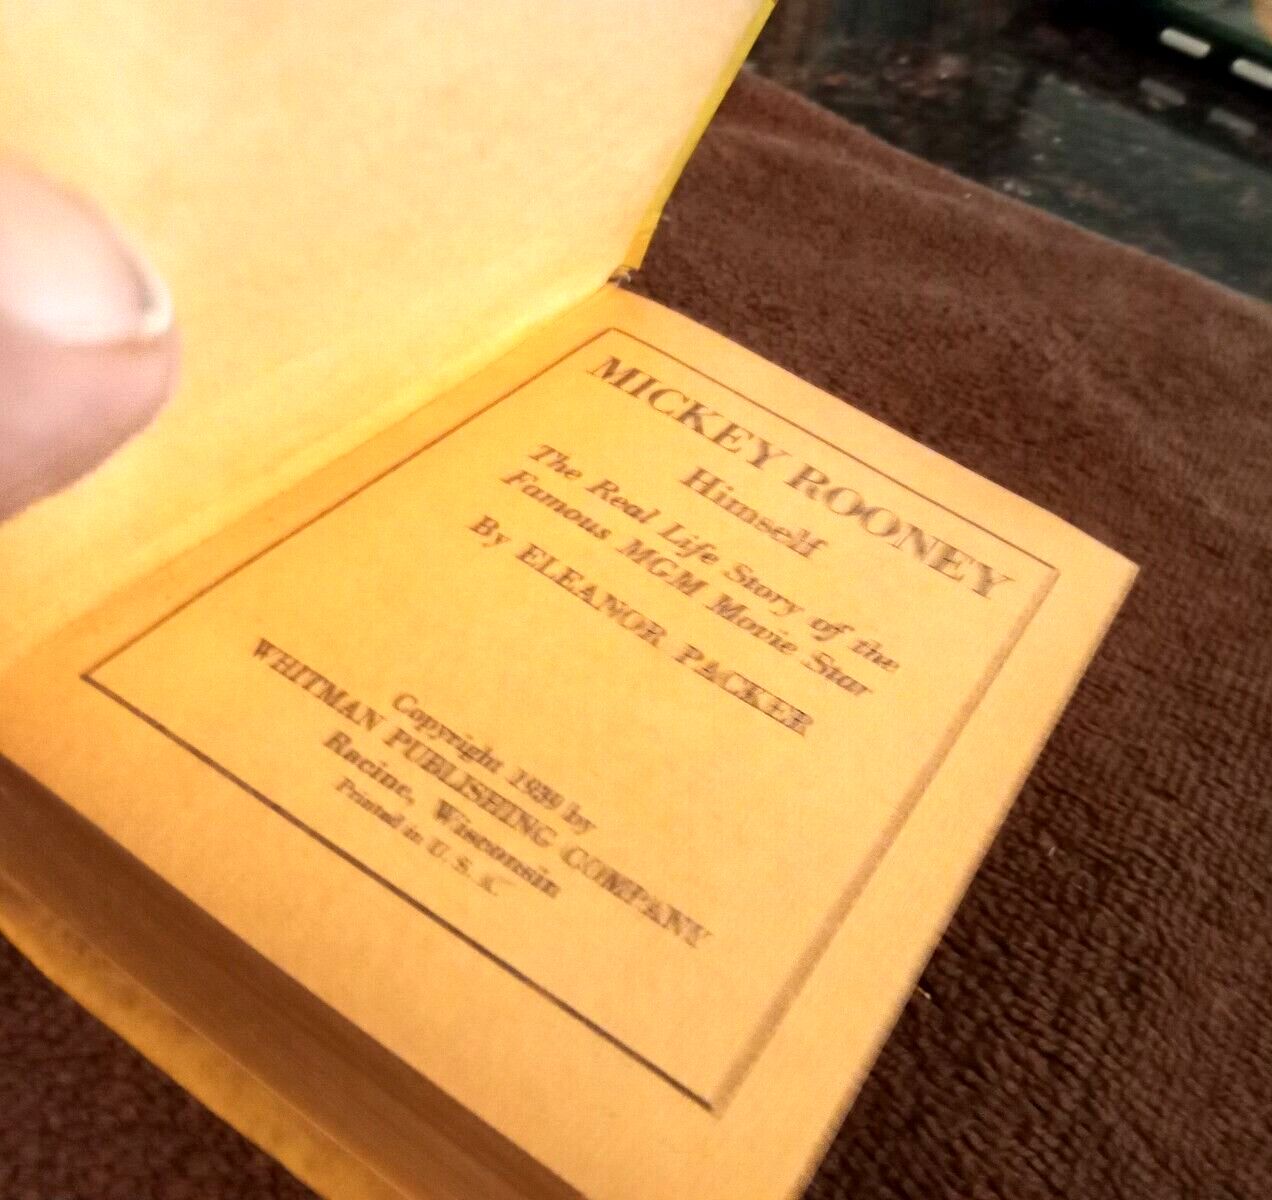 MICKEY ROONEY
Himself
The Real Life Story of the
Famous MGM Movie Star
By ELEANOR PACKER
Copyright 1939 by
WHITMAN PUBLISHING COMPANY
Racine, Wisconsin
Printed in U. S. A.